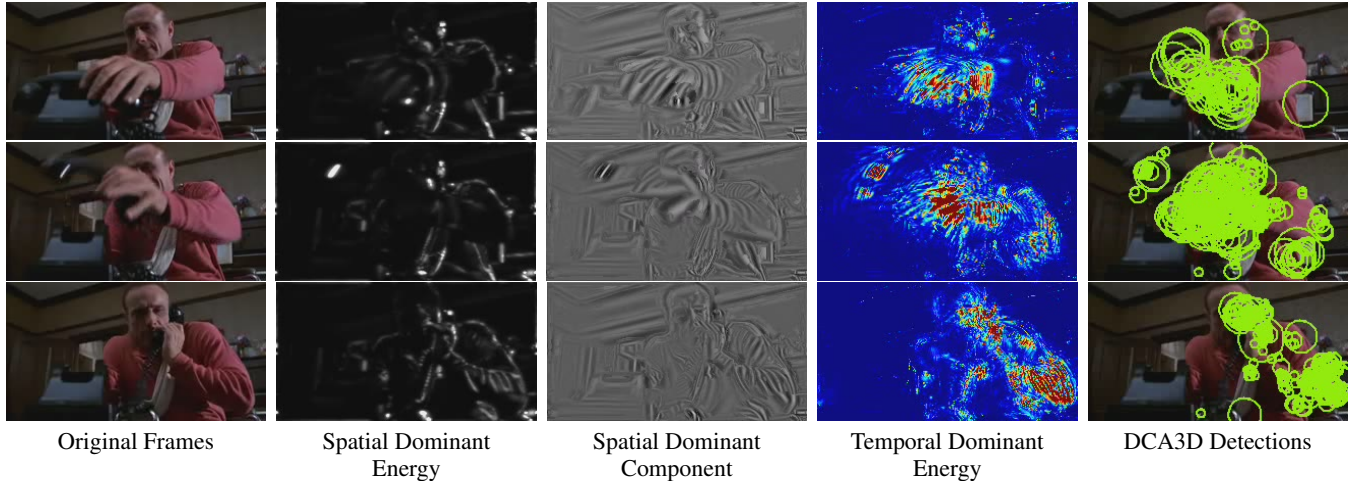 Original Frames
Spatial Dominant
Energy
Spatial Dominant
Component
Temporal Dominant
Energy
DCA3D Detections